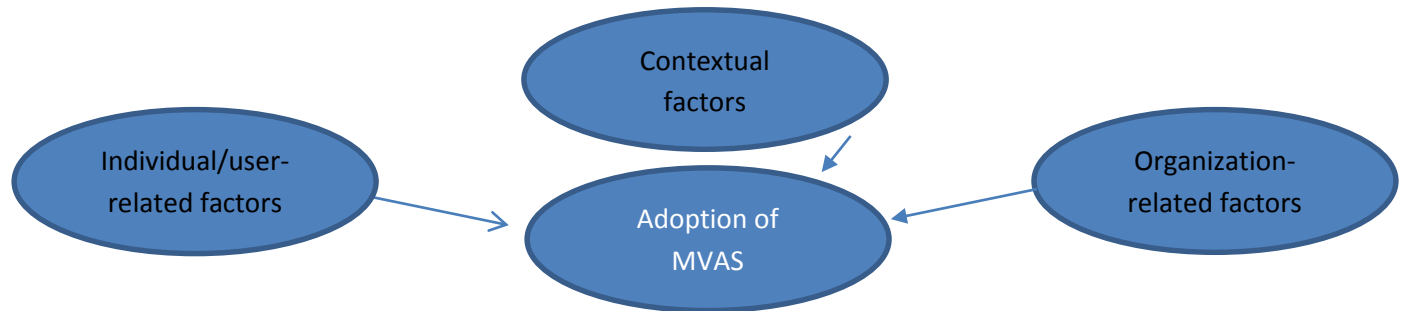 Contextual
factors
Individual/user-
related factors
Organization-
related factors
Adoption of
MVAS